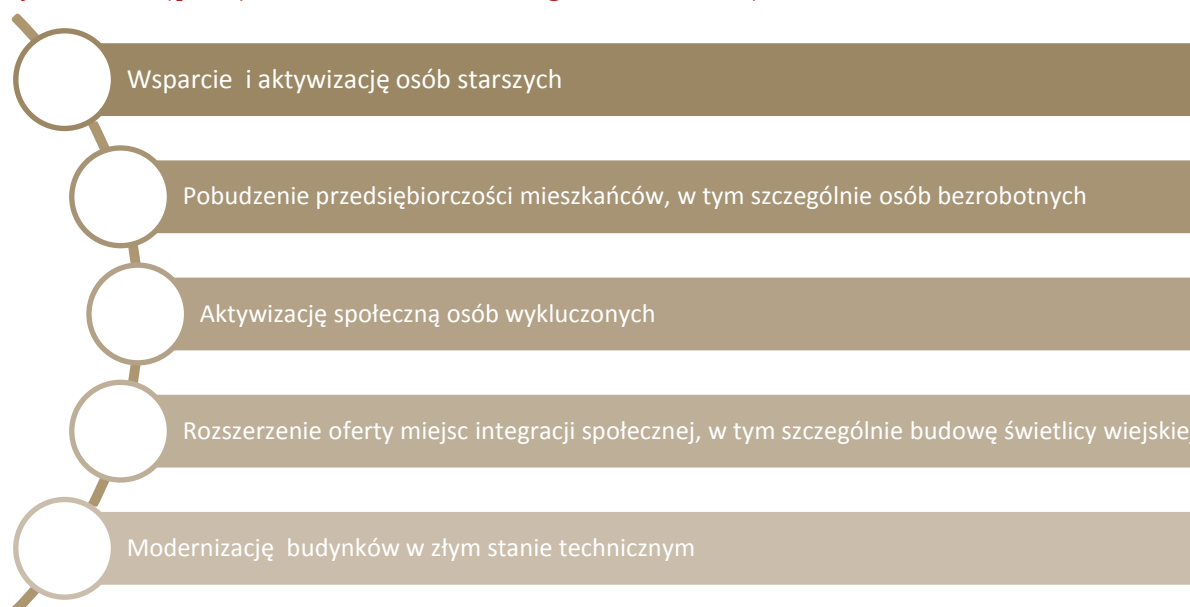 Wsparcie i aktywizację osób starszych
Pobudzenie przedsiębiorczości mieszkańców, w tym szczególnie osób bezrobotnych
Aktywizację społeczną osób wykluczonych
Rozszerzenie oferty miejsc integracji społecznej, w tym szczególnie budowę świetlicy wiejskiej
Modernizację budynków w złym stanie technicznym